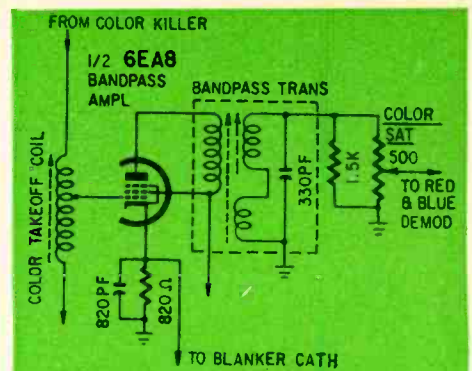 FROM COLOR KILLER
1/2 6EA8
BANDPASS
AMPL
BANDPASS TRANS
COLOR TAKEOFF COIL
330PF
1.5K
COLOR
SAT
500
TO RED
& BLUE
DEMOD
820PF
820Ω
TO BLANKER CATH